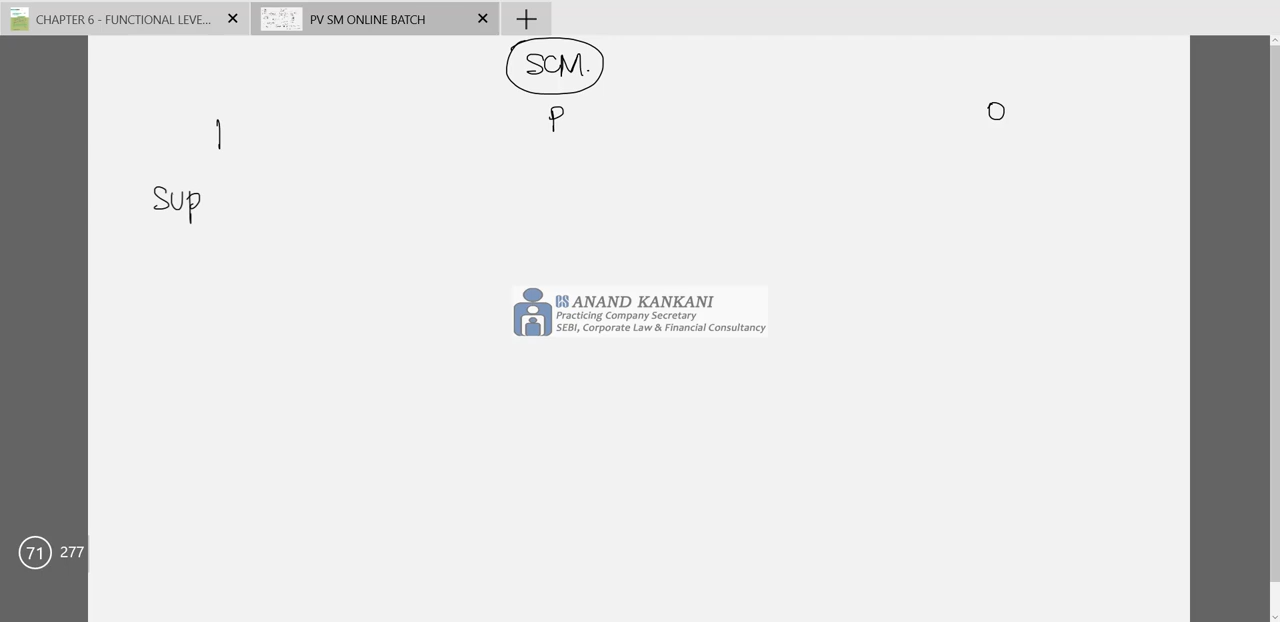 CHAPTER 6 - FUNCTIONAL LEVE... PV SM ONLINE BATCH
SCM.
I P O
Sup
CS ANAND KANKANI
Practicing Company Secretary
SEBI, Corporate Law & Financial Consultancy
71 277